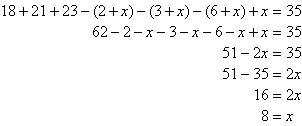 18 + 21 + 23 − (2 + x) − (3 + x) − (6 + x) + x = 35
62 − 2 − x − 3 − x − 6 − x + x = 35
51 − 2x = 35
51 − 35 = 2x
16 = 2x
8 = x